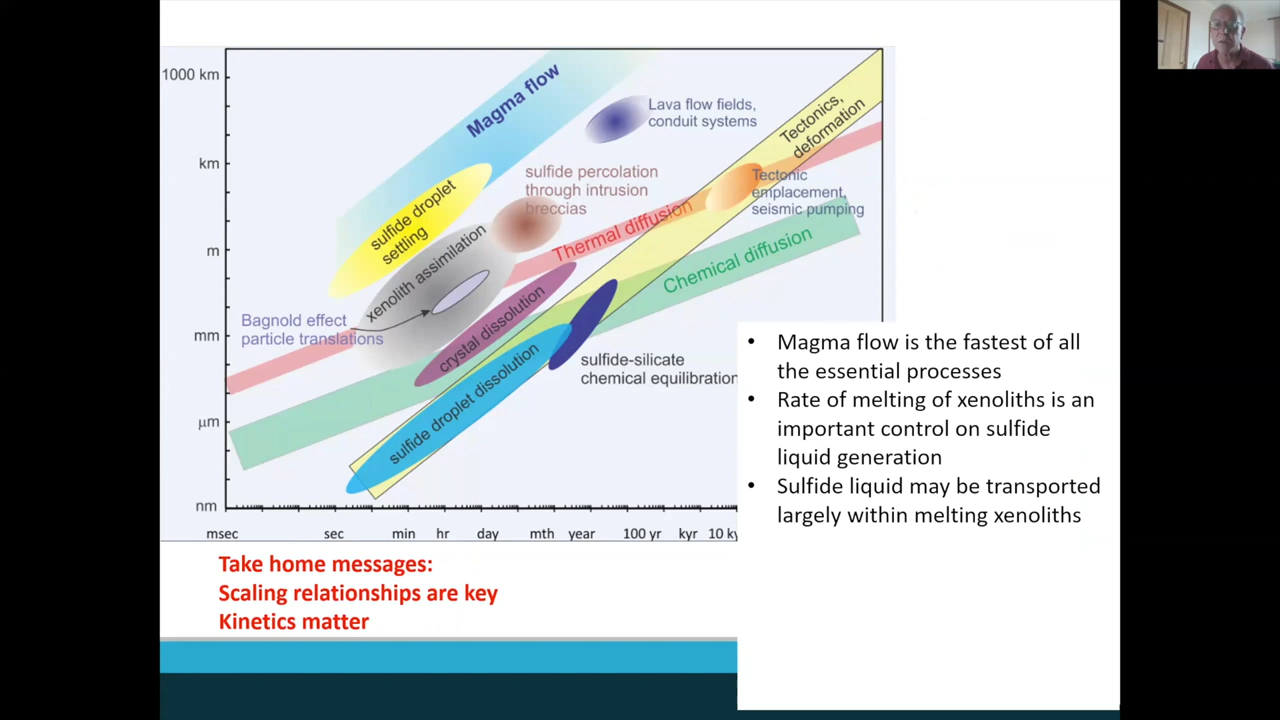 1000 km
km
m
mm
μm
nm
Magma flow
Lava flow fields,
conduit systems
Tectonics,
deformation
sulfide droplet
settling
sulfide percolation
through intrusion
breccias
Tectonic
emplacement,
seismic pumping
xenolith assimilation
Thermal diffusion
Chemical diffusion
Bagnold effect
particle translations
crystal dissolution
sulfide droplet dissolution
sulfide-silicate
chemical equilibration
msec sec min hr day mth year 100 yr kyr 10 ky
• Magma flow is the fastest of all
the essential processes
• Rate of melting of xenoliths is an
important control on sulfide
liquid generation
• Sulfide liquid may be transported
largely within melting xenoliths
Take home messages:
Scaling relationships are key
Kinetics matter